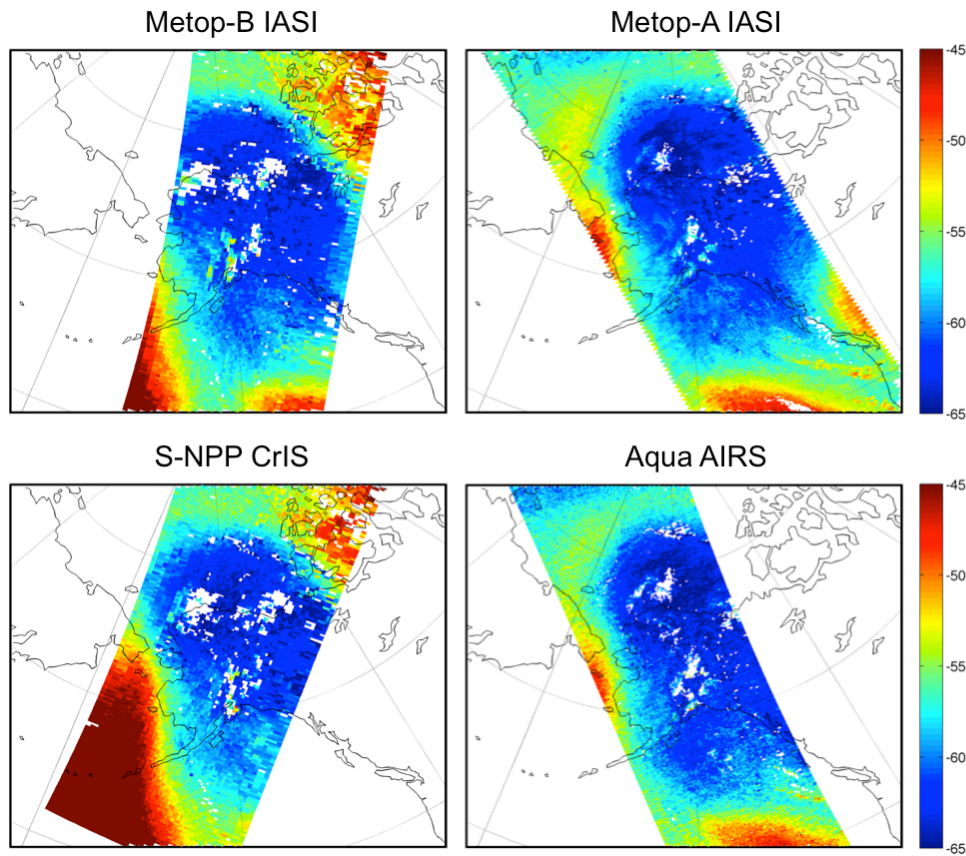 Metop-B IASI
Metop-A IASI
-45
-50
-55
-60
-65
S-NPP CrIS
Aqua AIRS
-45
-50
-55
-60
-65